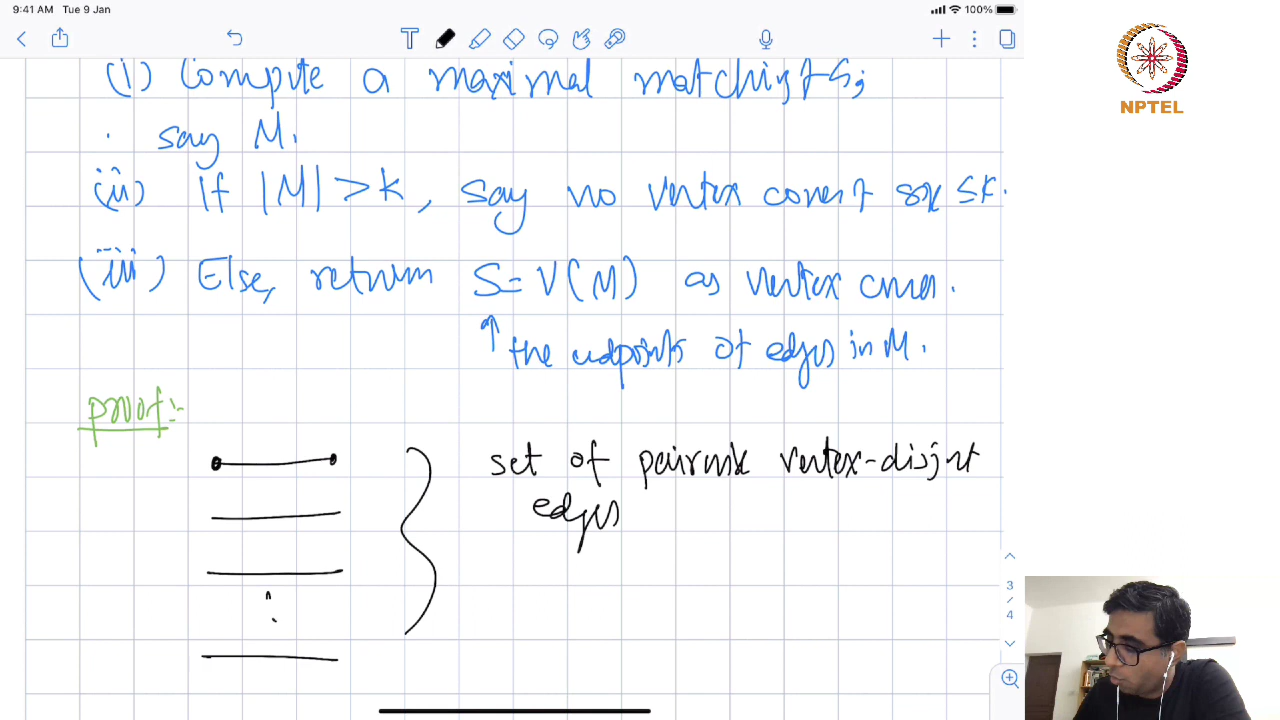 9:41 AM Tue 9 Jan
100%
NPTEL
(i) Compute a maximal matching of G;
say M.
(ii) If |M| > k, say no vertex cover of size ≤ k.
(iii) Else, return S = V(M) as vertex cover.
↑ the endpoints of edges in M.
proof:-
set of pairwise vertex-disjoint
edges
3
/
4